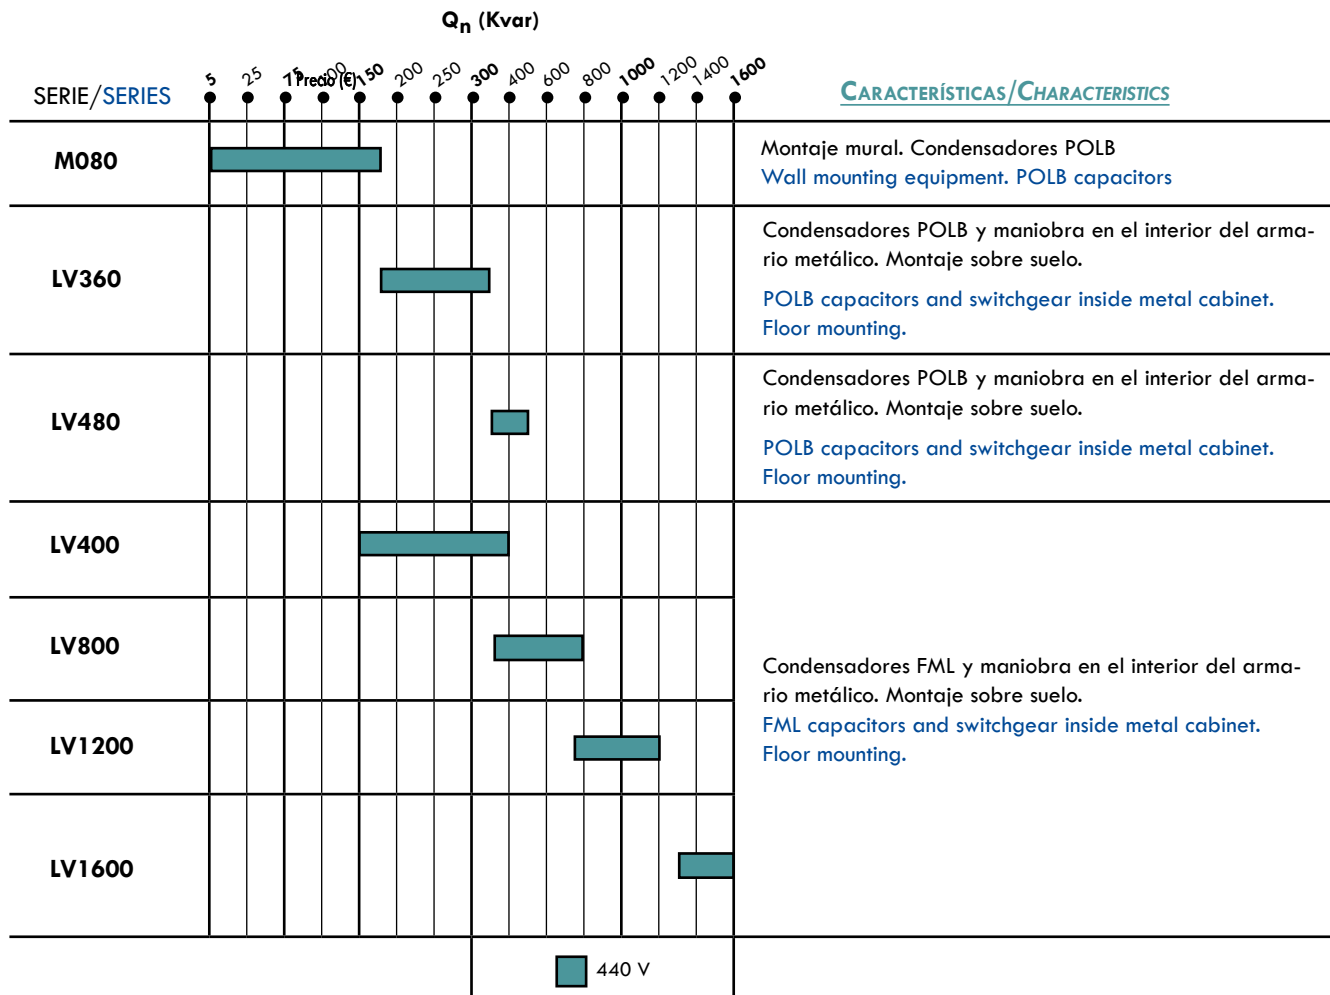 Qn (Kvar)
5 25 15 Precio (€) 150 200 250 300 400 600 800 1000 1200 1400 1600
SERIE/SERIES
CARACTERÍSTICAS/CHARACTERISTICS
M080
Montaje mural. Condensadores POLB
Wall mounting equipment. POLB capacitors
LV360
Condensadores POLB y maniobra en el interior del arma-
rio metálico. Montaje sobre suelo.
POLB capacitors and switchgear inside metal cabinet.
Floor mounting.
LV480
Condensadores POLB y maniobra en el interior del arma-
rio metálico. Montaje sobre suelo.
POLB capacitors and switchgear inside metal cabinet.
Floor mounting.
LV400
LV800
LV1200
LV1600
Condensadores FML y maniobra en el interior del arma-
rio metálico. Montaje sobre suelo.
FML capacitors and switchgear inside metal cabinet.
Floor mounting.
440 V